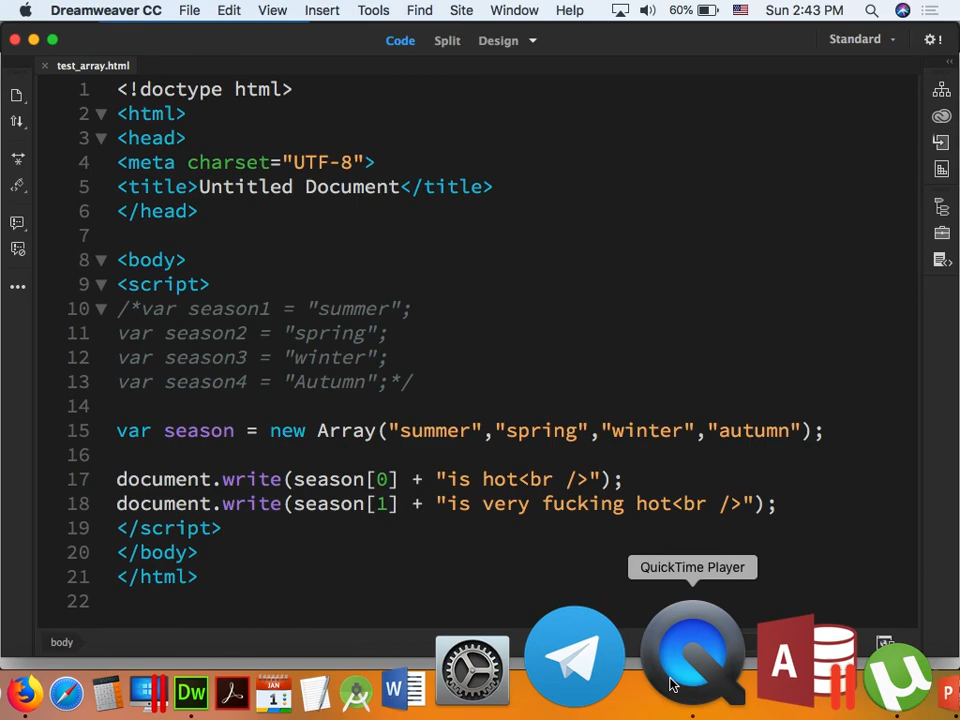 Dreamweaver CC File Edit View Insert Tools Find Site Window Help 60% Sun 2:43 PM
Code Split Design Standard
test_array.html
1 <!doctype html>
2 <html>
3 <head>
4 <meta charset="UTF-8">
5 <title>Untitled Document</title>
6 </head>
7
8 <body>
9 <script>
10 /*var season1 = "summer";
11 var season2 = "spring";
12 var season3 = "winter";
13 var season4 = "Autumn";*/
14
15 var season = new Array("summer","spring","winter","autumn");
16
17 document.write(season[0] + "is hot<br />");
18 document.write(season[1] + "is very fucking hot<br />");
19 </script>
20 </body>
21 </html>
22
QuickTime Player
body
Dw JAN 1 W A µ P